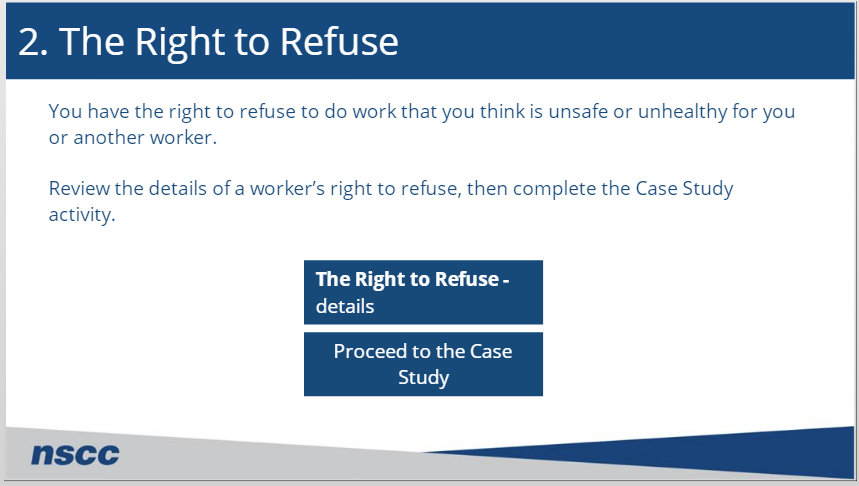 2. The Right to Refuse
You have the right to refuse to do work that you think is unsafe or unhealthy for you
or another worker.
Review the details of a worker’s right to refuse, then complete the Case Study
activity.
The Right to Refuse -
details
Proceed to the Case
Study
nscc